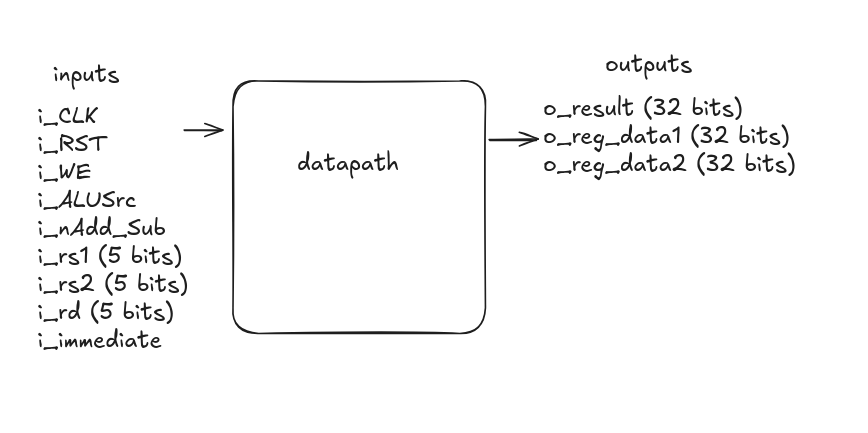 inputs
i_CLK
i_RST
i_WE
i_ALUSrc
i_nAdd_Sub
i_rs1 (5 bits)
i_rs2 (5 bits)
i_rd (5 bits)
i_immediate
datapath
outputs
o_result (32 bits)
o_reg_data1 (32 bits)
o_reg_data2 (32 bits)